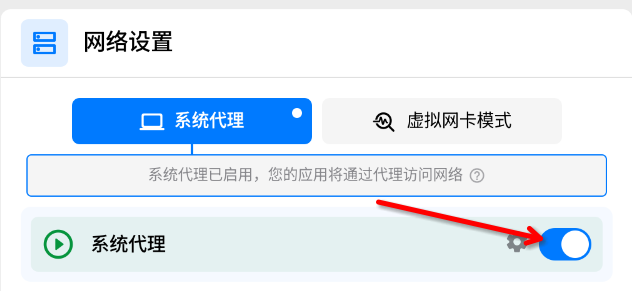 网络设置
系统代理
虚拟网卡模式
系统代理已启用，您的应用将通过代理访问网络
系统代理